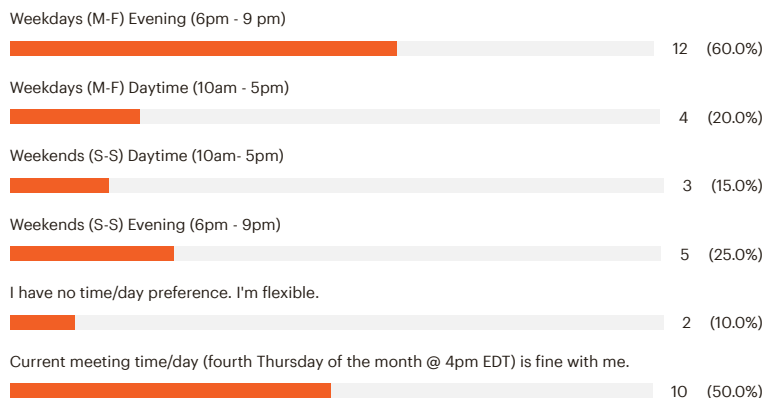 Weekdays (M-F) Evening (6pm - 9 pm)
12 (60.0%)
Weekdays (M-F) Daytime (10am - 5pm)
4 (20.0%)
Weekends (S-S) Daytime (10am- 5pm)
3 (15.0%)
Weekends (S-S) Evening (6pm - 9pm)
5 (25.0%)
I have no time/day preference. I'm flexible.
2 (10.0%)
Current meeting time/day (fourth Thursday of the month @ 4pm EDT) is fine with me.
10 (50.0%)